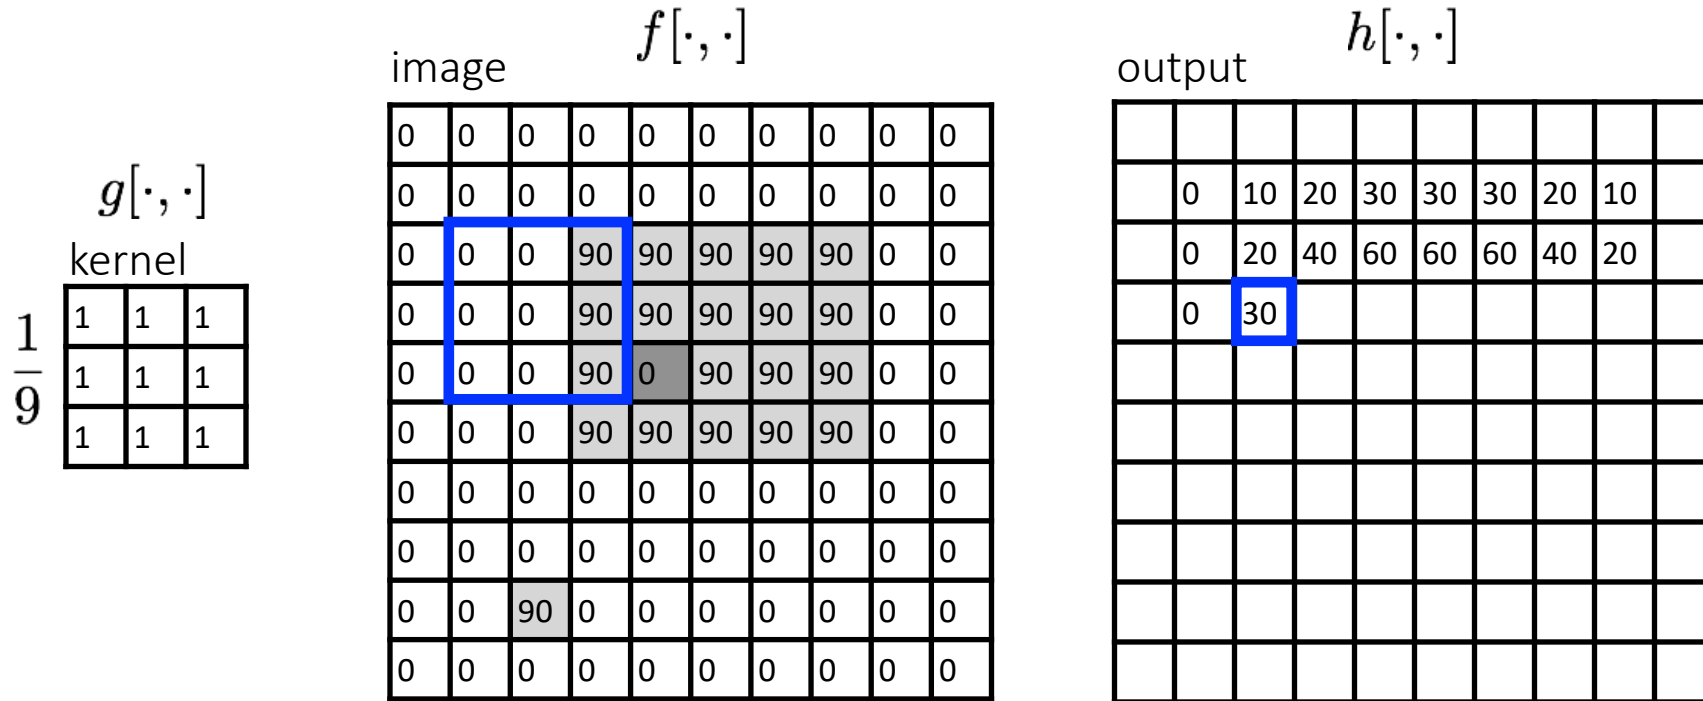 f[·, ·]
h[·, ·]
image
output
g[·, ·]
kernel
1/9
1 1 1
1 1 1
1 1 1
0 0 0 0 0 0 0 0 0 0
0 0 0 0 0 0 0 0 0 0
0 0 0 90 90 90 90 90 0 0
0 0 0 90 90 90 90 90 0 0
0 0 0 90 0 90 90 90 0 0
0 0 0 90 90 90 90 90 0 0
0 0 0 0 0 0 0 0 0 0
0 0 0 0 0 0 0 0 0 0
0 0 90 0 0 0 0 0 0 0
0 0 0 0 0 0 0 0 0 0
0 10 20 30 30 30 20 10
0 20 40 60 60 60 40 20
0 30